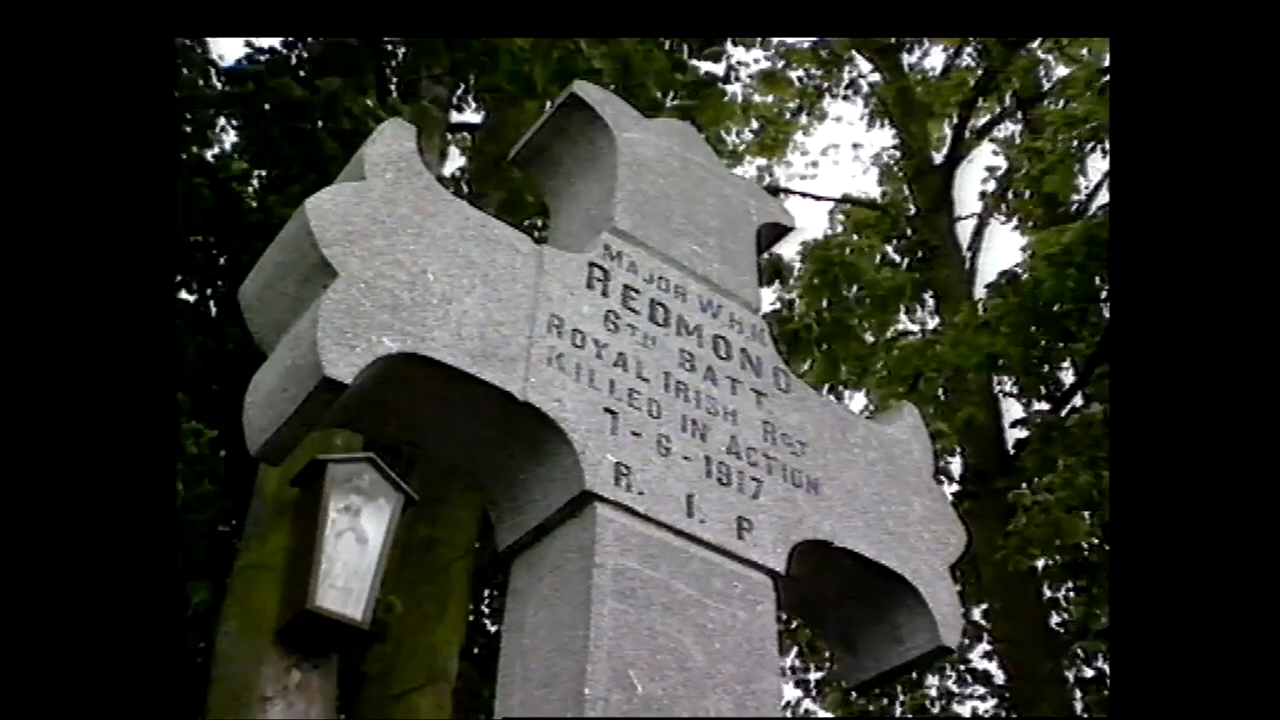 MAJOR W.H.K.
REDMOND
6TH BATT.
ROYAL IRISH RGT
KILLED IN ACTION
7-6-1917
R. I. P